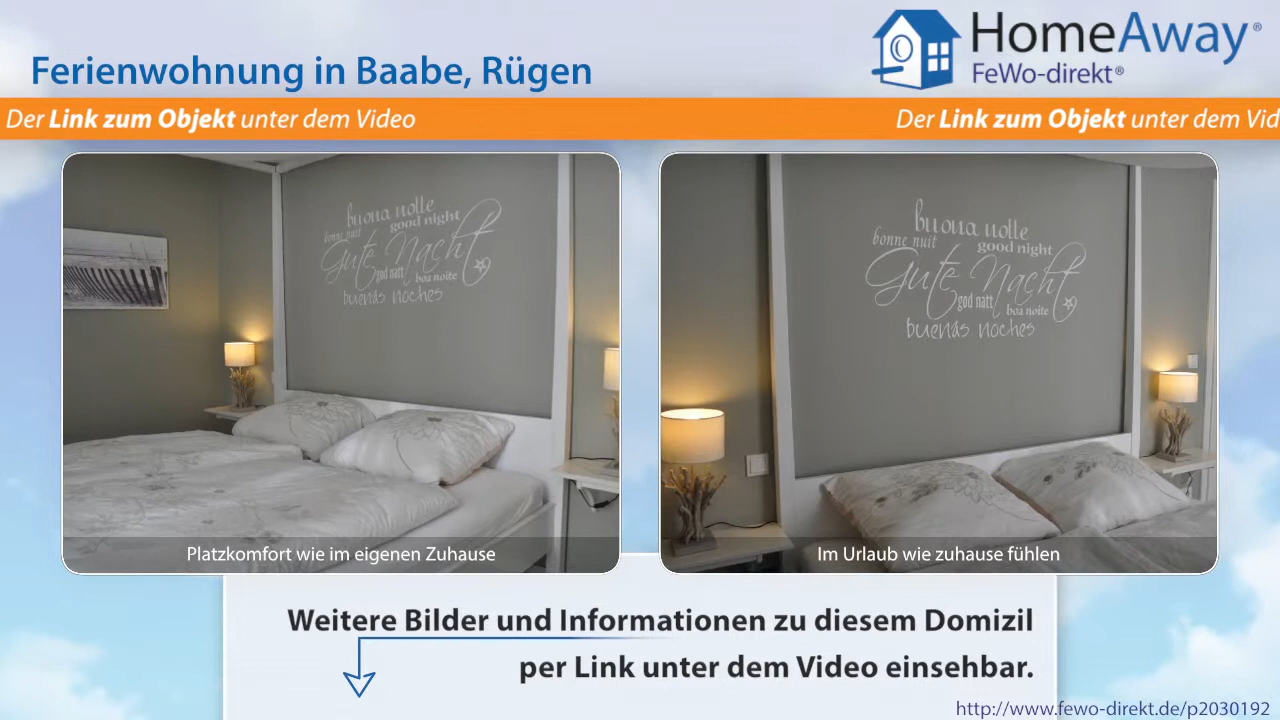 Ferienwohnung in Baabe, Rügen
HomeAway®
FeWo-direkt®
Der Link zum Objekt unter dem Video
Der Link zum Objekt unter dem Vid
buona notte
bonne nuit good night
Gute Nacht
god natt boa noite
buenas noches
Platzkomfort wie im eigenen Zuhause
buona notte
bonne nuit good night
Gute Nacht
god natt boa noite
buenas noches
Im Urlaub wie zuhause fühlen
Weitere Bilder und Informationen zu diesem Domizil
per Link unter dem Video einsehbar.
http://www.fewo-direkt.de/p2030192